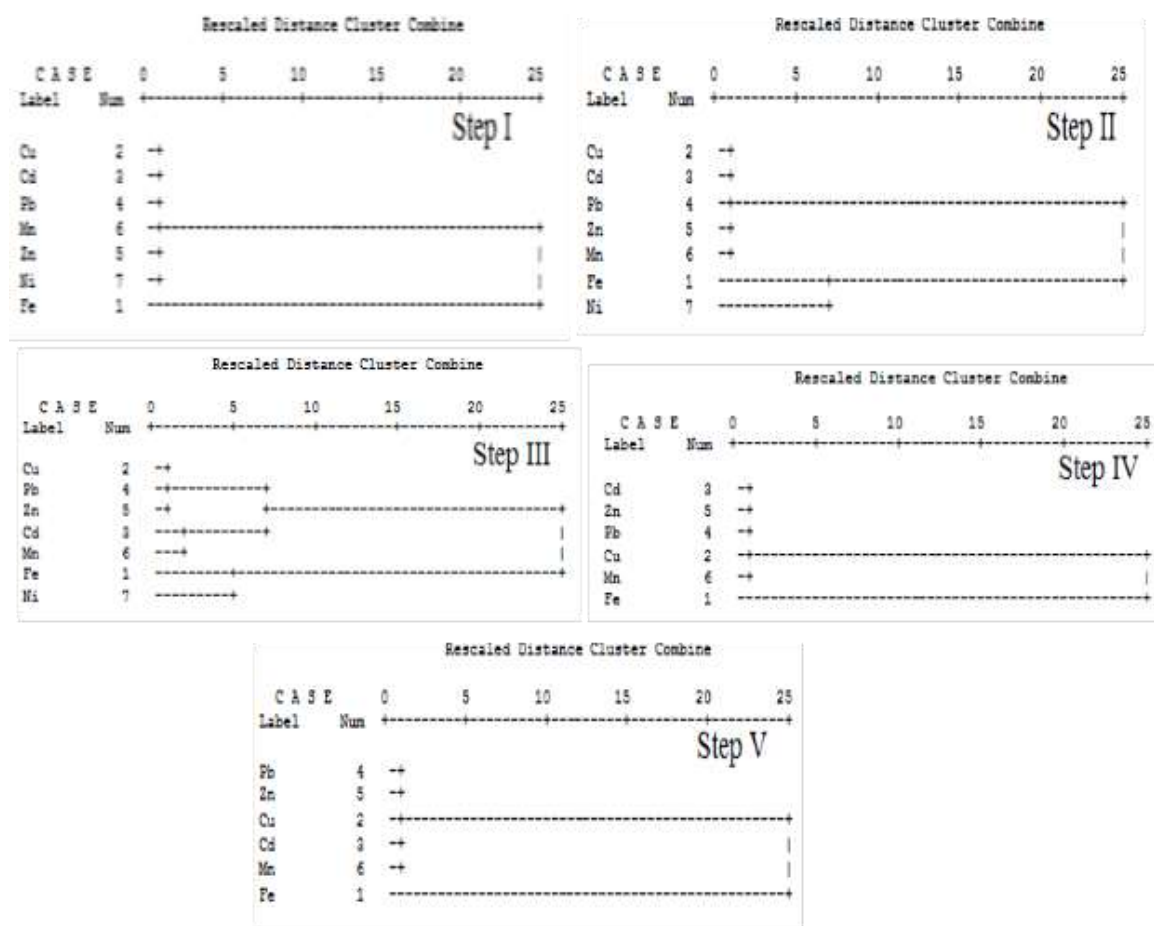 Rescaled Distance Cluster Combine
C A S E 0 5 10 15 20 25
Label Num
Step I
Cu 2
Cd 3
Pb 4
Mn 6
Zn 5
Ni 7
Fe 1
Rescaled Distance Cluster Combine
C A S E 0 5 10 15 20 25
Label Num
Step II
Cu 2
Cd 3
Pb 4
Zn 5
Mn 6
Fe 1
Ni 7
Rescaled Distance Cluster Combine
C A S E 0 5 10 15 20 25
Label Num
Step III
Cu 2
Pb 4
Zn 5
Cd 3
Mn 6
Fe 1
Ni 7
Rescaled Distance Cluster Combine
C A S E 0 5 10 15 20 25
Label Num
Step IV
Cd 3
Zn 5
Pb 4
Cu 2
Mn 6
Fe 1
Rescaled Distance Cluster Combine
C A S E 0 5 10 15 20 25
Label Num
Step V
Pb 4
Zn 5
Cu 2
Cd 3
Mn 6
Fe 1